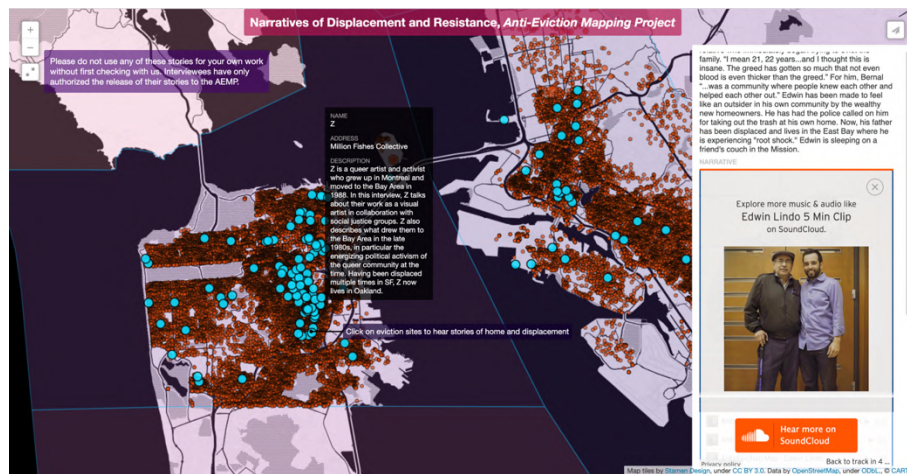 Narratives of Displacement and Resistance, Anti-Eviction Mapping Project
+
−
Please do not use any of these stories for your own work
without first checking with us. Interviewees have only
authorized the release of their stories to the AEMP.
NAME
Z
ADDRESS
Million Fishes Collective
DESCRIPTION
Z is a queer artist and activist
who grew up in Montreal and
moved to the Bay Area in
1988. In this interview, Z talks
about their work as a visual
artist in collaboration with
social justice groups. Z also
describes what drew them to
the Bay Area in the late
1980s, in particular the
energizing political activism of
the queer community at the
time. Having been displaced
multiple times in SF, Z now
lives in Oakland.
Click on eviction sites to hear stories of home and displacement
family. "I mean 21, 22 years...and I thought this is
insane. The greed has gotten so much that not even
blood is even thicker than the greed." For him, Bernal
"...was a community where people knew each other and
helped each other out." Edwin has been made to feel
like an outsider in his own community by the wealthy
new homeowners. He has had the police called on him
for taking out the trash at his own home. Now, his father
has been displaced and lives in the East Bay where he
is experiencing "root shock." Edwin is sleeping on a
friend's couch in the Mission.
NARRATIVE
Explore more music & audio like
Edwin Lindo 5 Min Clip
on SoundCloud.
Hear more on
SoundCloud
Privacy policy
Back to track in 4 ...
Map tiles by Stamen Design, under CC BY 3.0. Data by OpenStreetMap, under ODbL, © CART